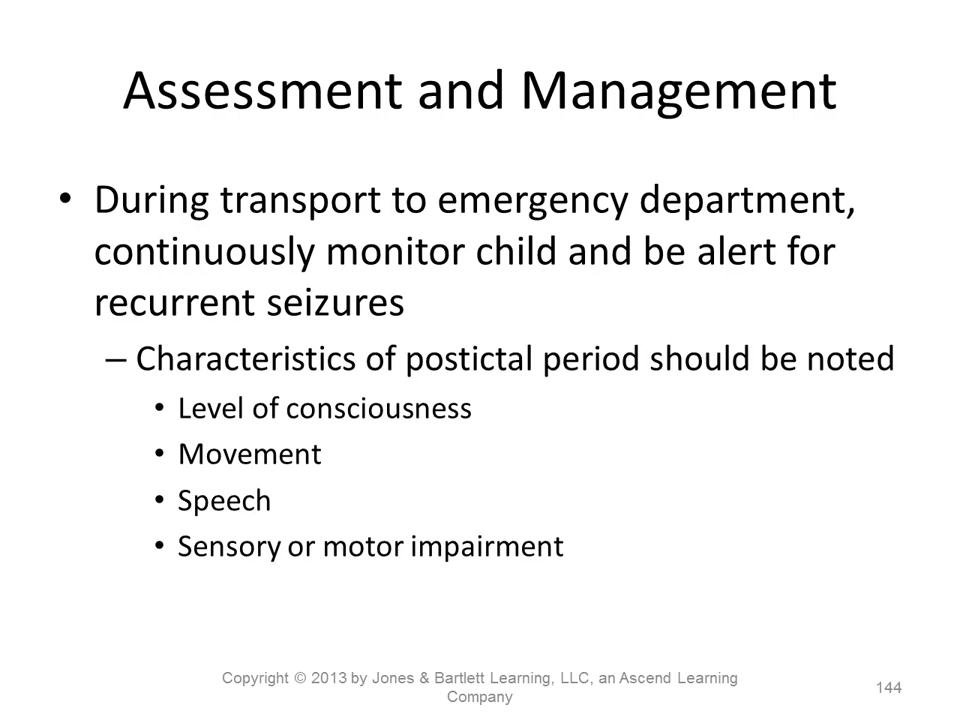 Assessment and Management
• During transport to emergency department,
continuously monitor child and be alert for
recurrent seizures
– Characteristics of postictal period should be noted
• Level of consciousness
• Movement
• Speech
• Sensory or motor impairment
Copyright © 2013 by Jones & Bartlett Learning, LLC, an Ascend Learning
Company
144